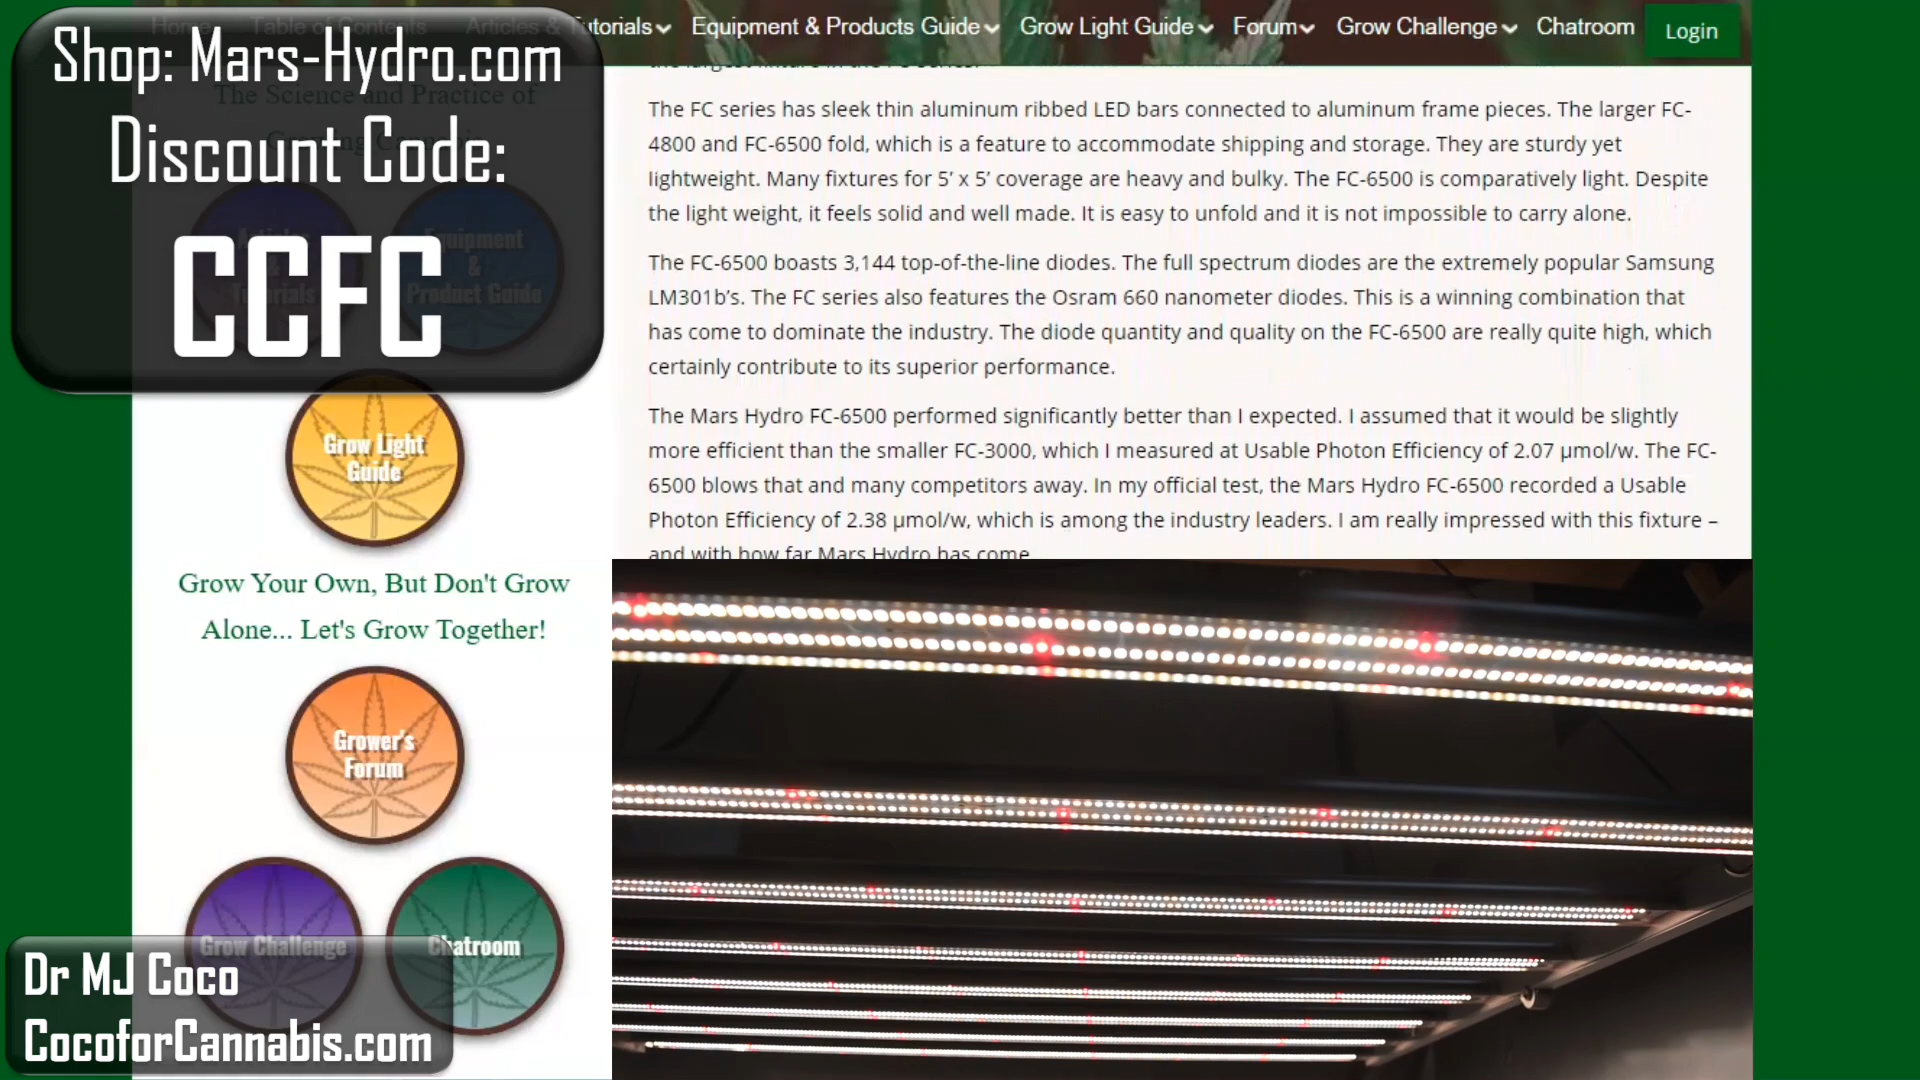 Home Table of Contents Articles & Tutorials Equipment & Products Guide Grow Light Guide Forum Grow Challenge Chatroom Login
Shop: Mars-Hydro.com
The Science and Practice of
Growing Cannabis
Discount Code:
CCFC
Articles & Tutorials
Equipment
&
Product Guide
Grow Light
Guide
Grow Your Own, But Don't Grow
Alone... Let's Grow Together!
Grower's
Forum
Grow Challenge
Chatroom
Dr MJ Coco
CocoforCannabis.com
the largest fixture in the FC series.
The FC series has sleek thin aluminum ribbed LED bars connected to aluminum frame pieces. The larger FC-
4800 and FC-6500 fold, which is a feature to accommodate shipping and storage. They are sturdy yet
lightweight. Many fixtures for 5’ x 5’ coverage are heavy and bulky. The FC-6500 is comparatively light. Despite
the light weight, it feels solid and well made. It is easy to unfold and it is not impossible to carry alone.
The FC-6500 boasts 3,144 top-of-the-line diodes. The full spectrum diodes are the extremely popular Samsung
LM301b’s. The FC series also features the Osram 660 nanometer diodes. This is a winning combination that
has come to dominate the industry. The diode quantity and quality on the FC-6500 are really quite high, which
certainly contribute to its superior performance.
The Mars Hydro FC-6500 performed significantly better than I expected. I assumed that it would be slightly
more efficient than the smaller FC-3000, which I measured at Usable Photon Efficiency of 2.07 µmol/w. The FC-
6500 blows that and many competitors away. In my official test, the Mars Hydro FC-6500 recorded a Usable
Photon Efficiency of 2.38 µmol/w, which is among the industry leaders. I am really impressed with this fixture –
and with how far Mars Hydro has come